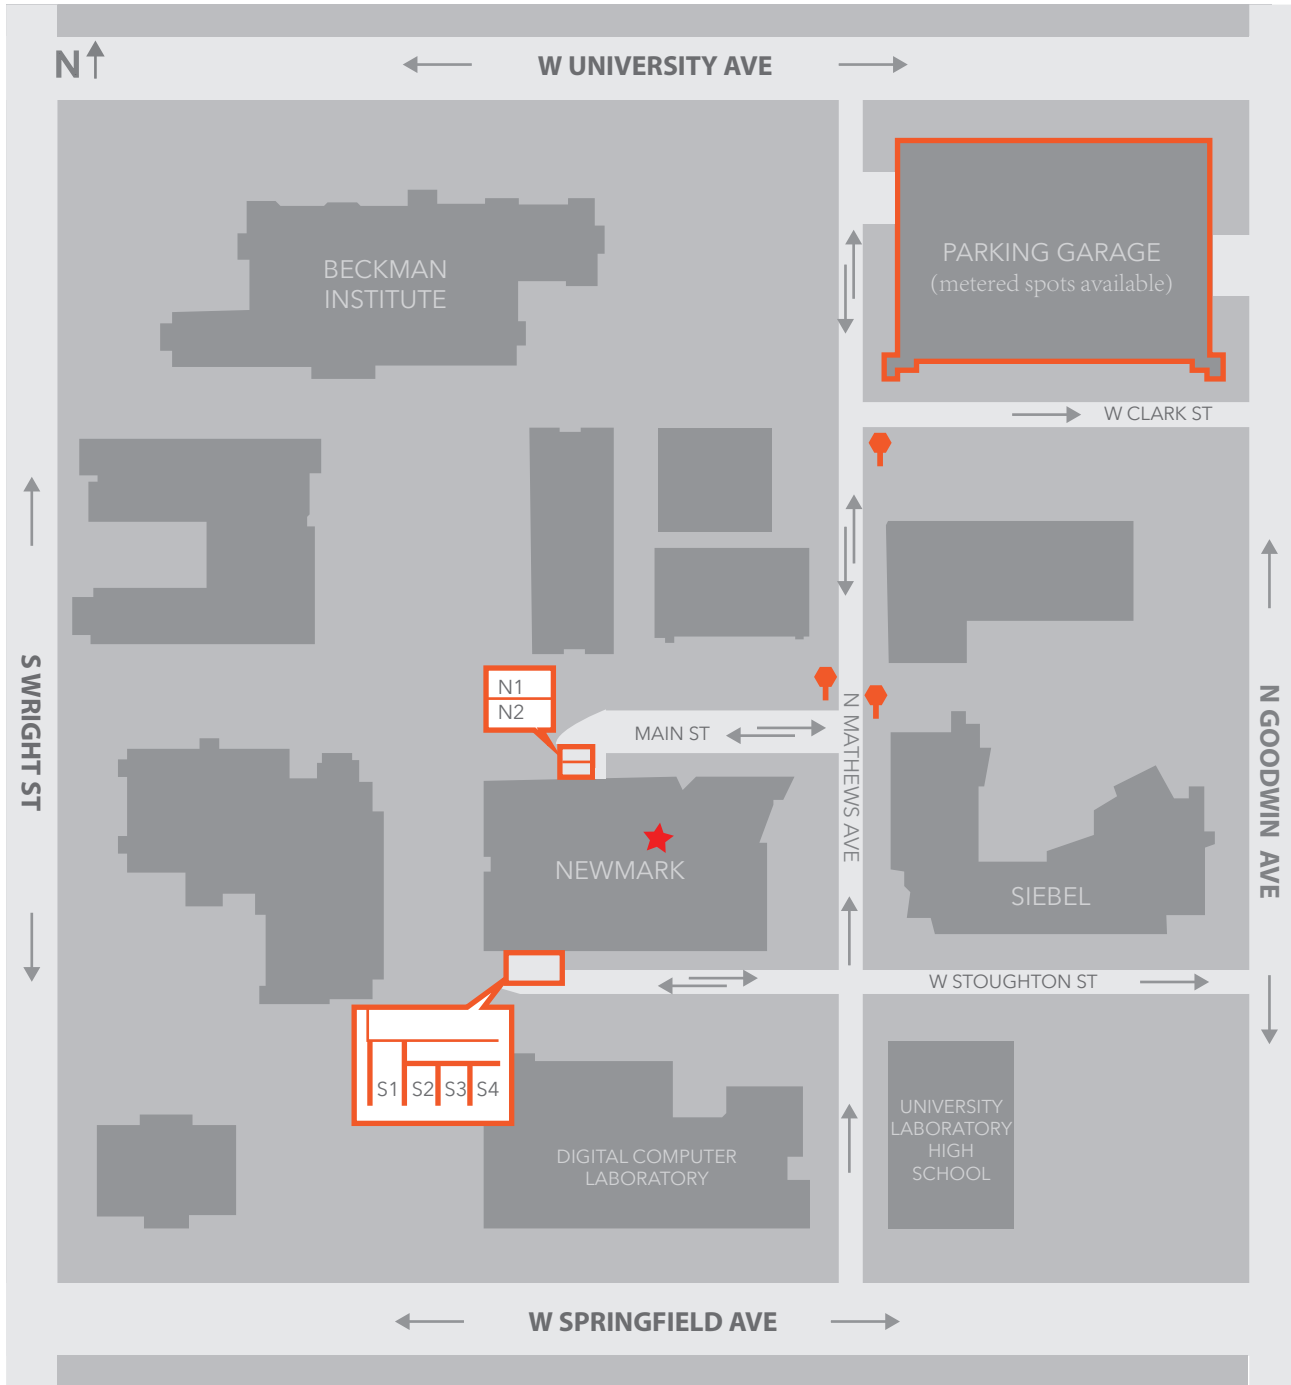 N
W UNIVERSITY AVE
BECKMAN
INSTITUTE
PARKING GARAGE
(metered spots available)
W CLARK ST
S WRIGHT ST
N1
N2
MAIN ST
N MATHEWS AVE
N GOODWIN AVE
NEWMARK
SIEBEL
W STOUGHTON ST
S1 S2 S3 S4
DIGITAL COMPUTER
LABORATORY
UNIVERSITY
LABORATORY
HIGH
SCHOOL
W SPRINGFIELD AVE